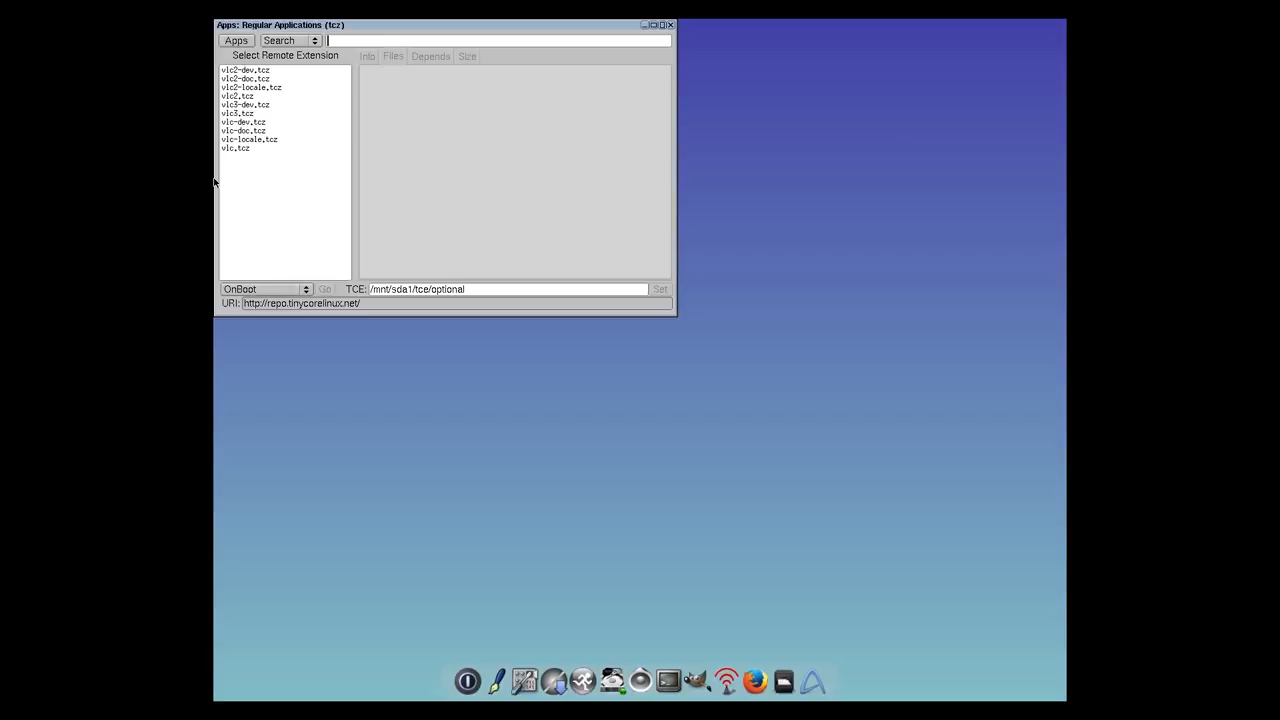 Apps: Regular Applications (tcz)
Apps Search
Select Remote Extension Info Files Depends Size
vlc2-dev.tcz
vlc2-doc.tcz
vlc2-locale.tcz
vlc2.tcz
vlc3-dev.tcz
vlc3.tcz
vlc-dev.tcz
vlc-doc.tcz
vlc-locale.tcz
vlc.tcz
OnBoot Go TCE: /mnt/sda1/tce/optional Set
URI: http://repo.tinycorelinux.net/